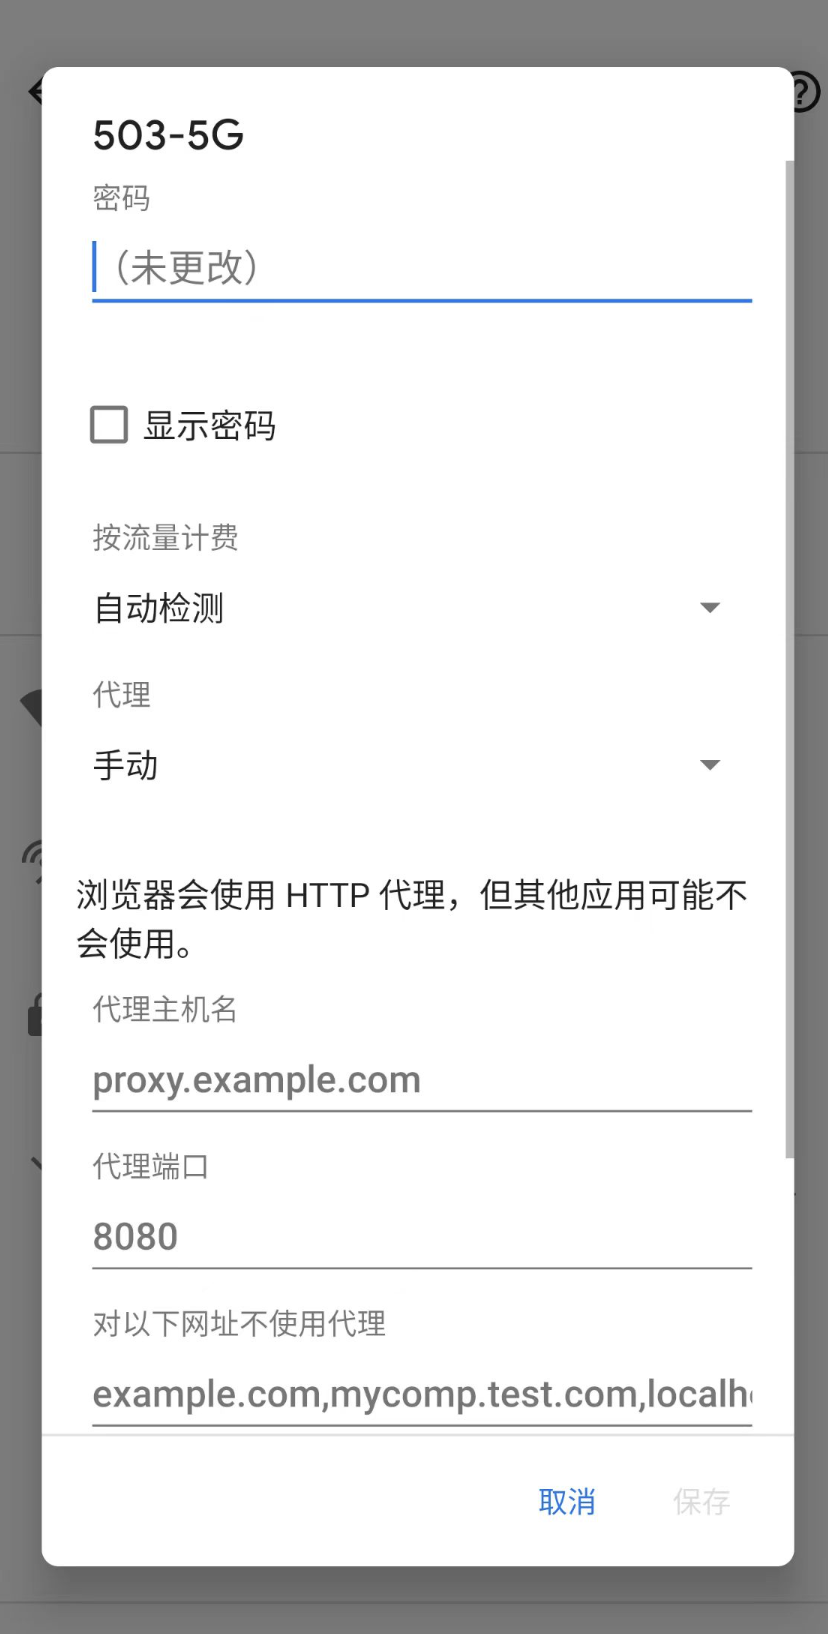 503-5G
密码
（未更改）
显示密码
按流量计费
自动检测
代理
手动
浏览器会使用 HTTP 代理，但其他应用可能不
会使用。
代理主机名
proxy.example.com
代理端口
8080
对以下网址不使用代理
example.com,mycomp.test.com,localh
取消
保存